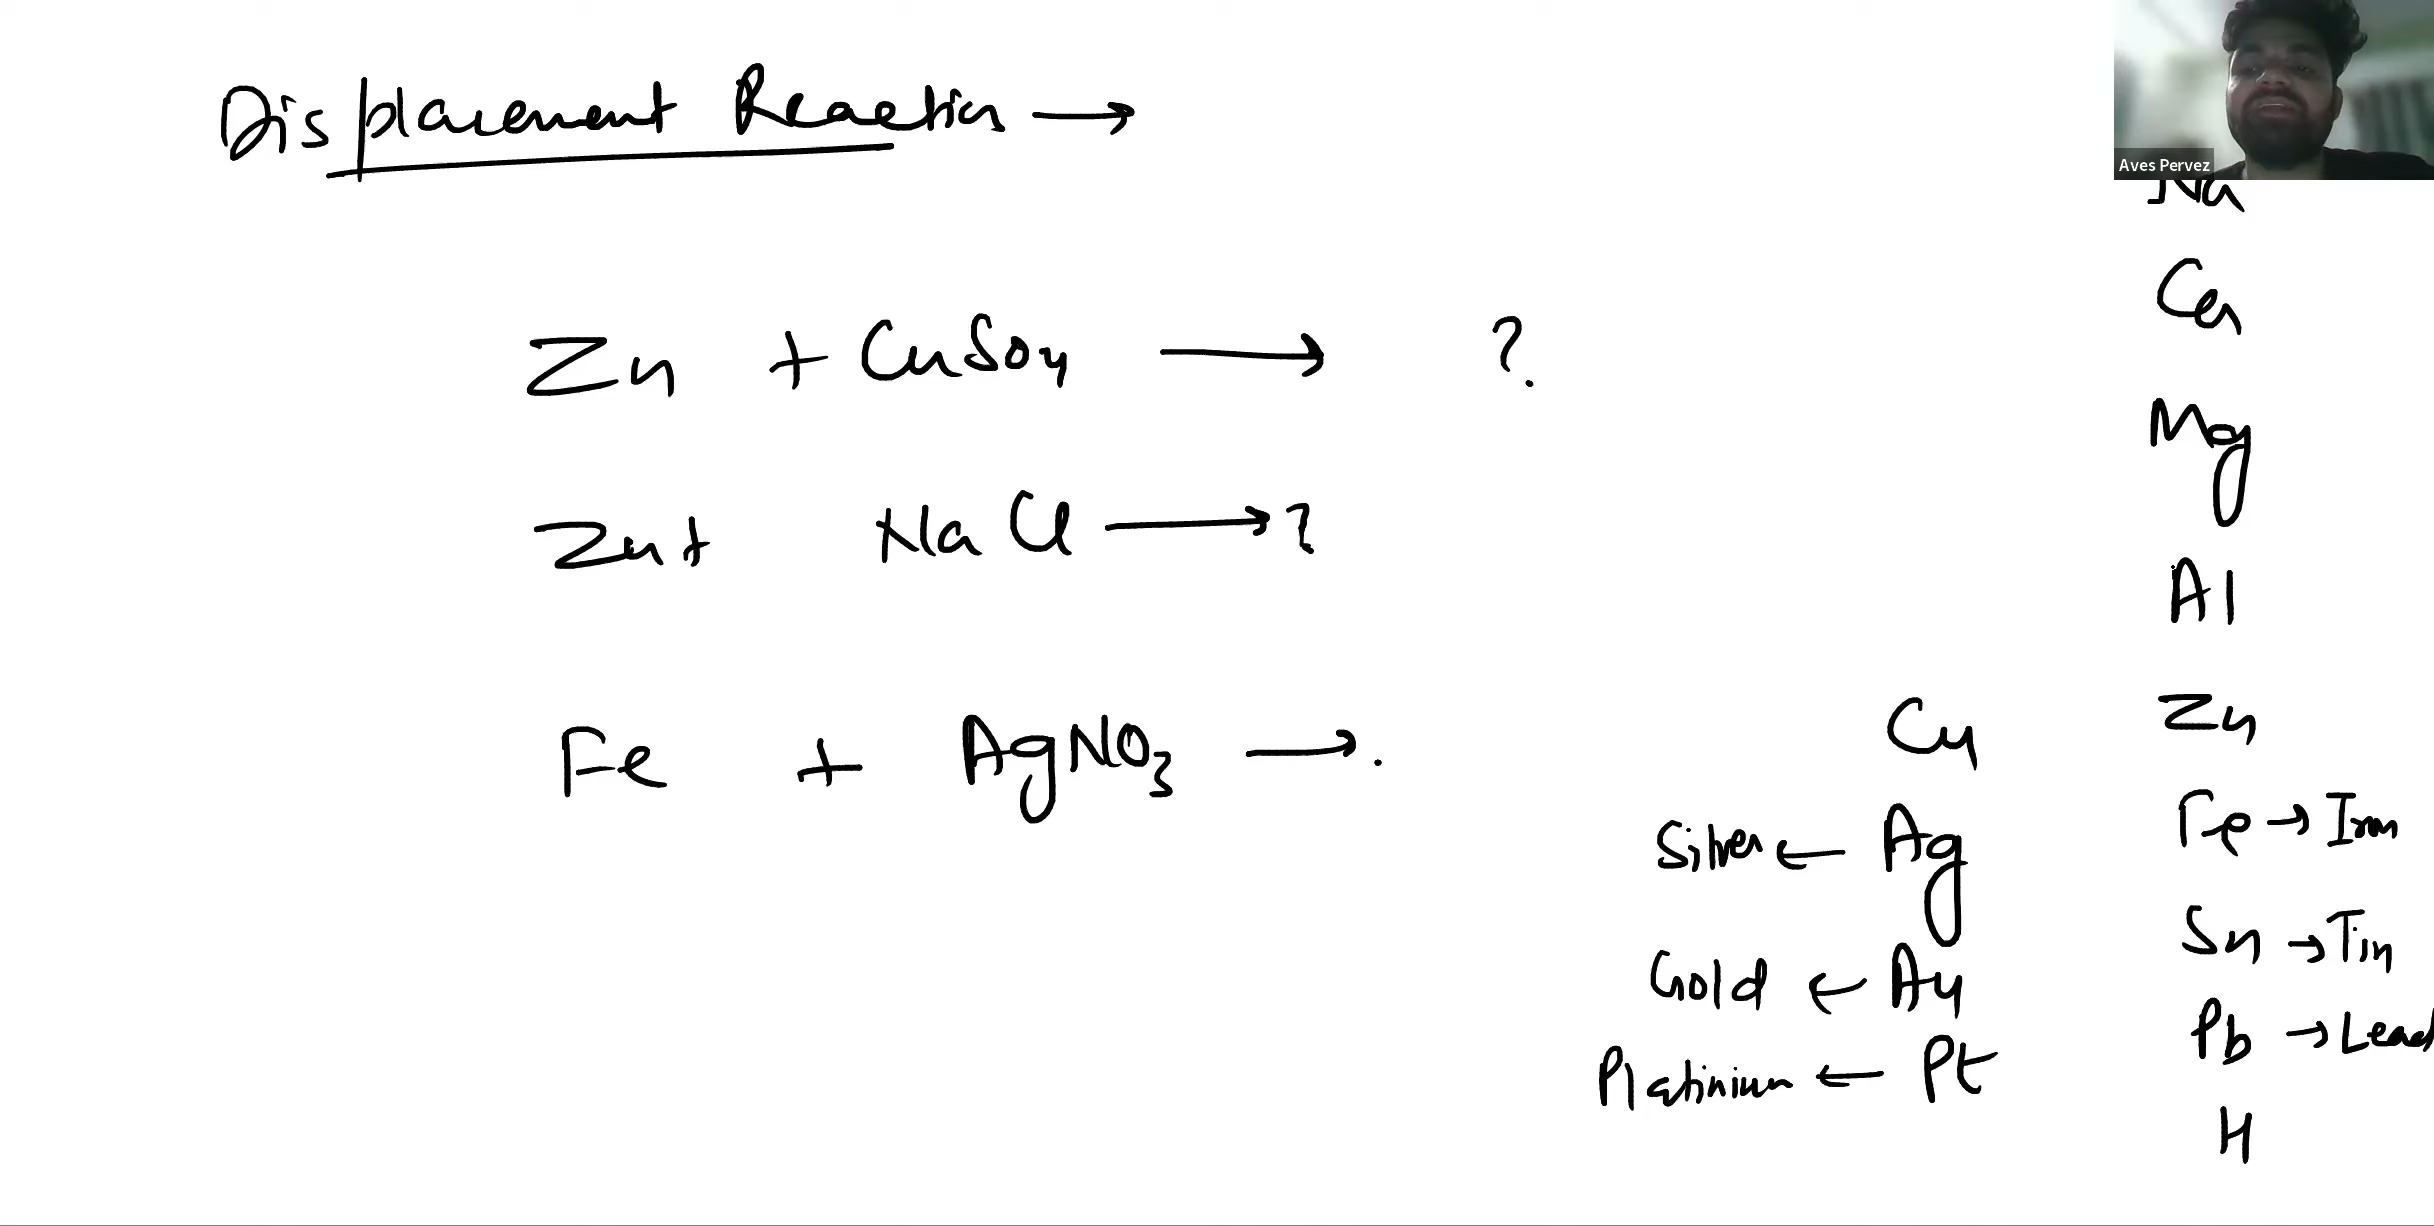 Displacement Reaction →
Aves Pervez
Na
Ca
Mg
Al
Zn + CuSO4 → ?
Zn + NaCl → ?
Fe + AgNO3 → .
Cu
Silver ← Ag
Gold ← Au
Platinium ← Pt
Zn
Fe → Iron
Sn → Tin
Pb → Lead
H